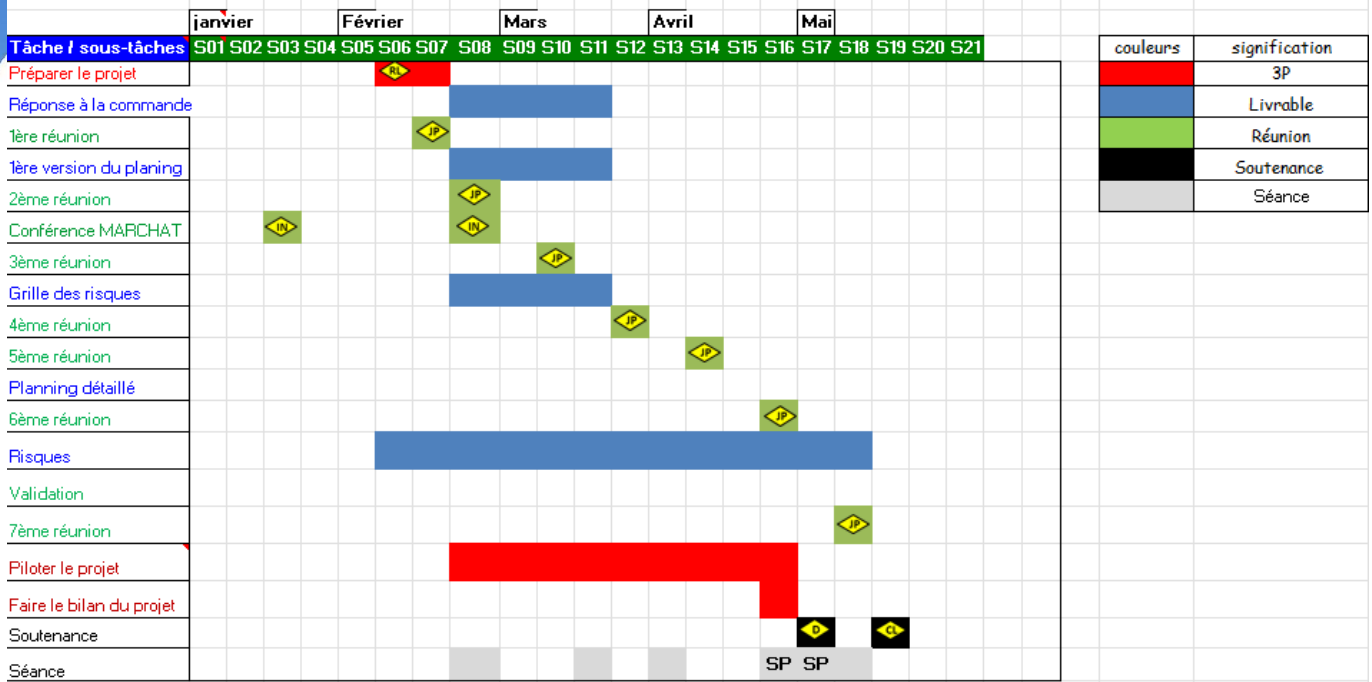 janvier Février Mars Avril Mai
Tâche / sous-tâches S01 S02 S03 S04 S05 S06 S07 S08 S09 S10 S11 S12 S13 S14 S15 S16 S17 S18 S19 S20 S21
couleurs signification
Préparer le projet RL
3P
Réponse à la commande
Livrable
1ère réunion JP
Réunion
1ère version du planing
Soutenance
2ème réunion JP
Séance
Conférence MARCHAT IN IN
3ème réunion JP
Grille des risques
4ème réunion JP
5ème réunion JP
Planning détaillé
6ème réunion JP
Risques
Validation
7ème réunion JP
Piloter le projet
Faire le bilan du projet
Soutenance D CL
Séance SP SP